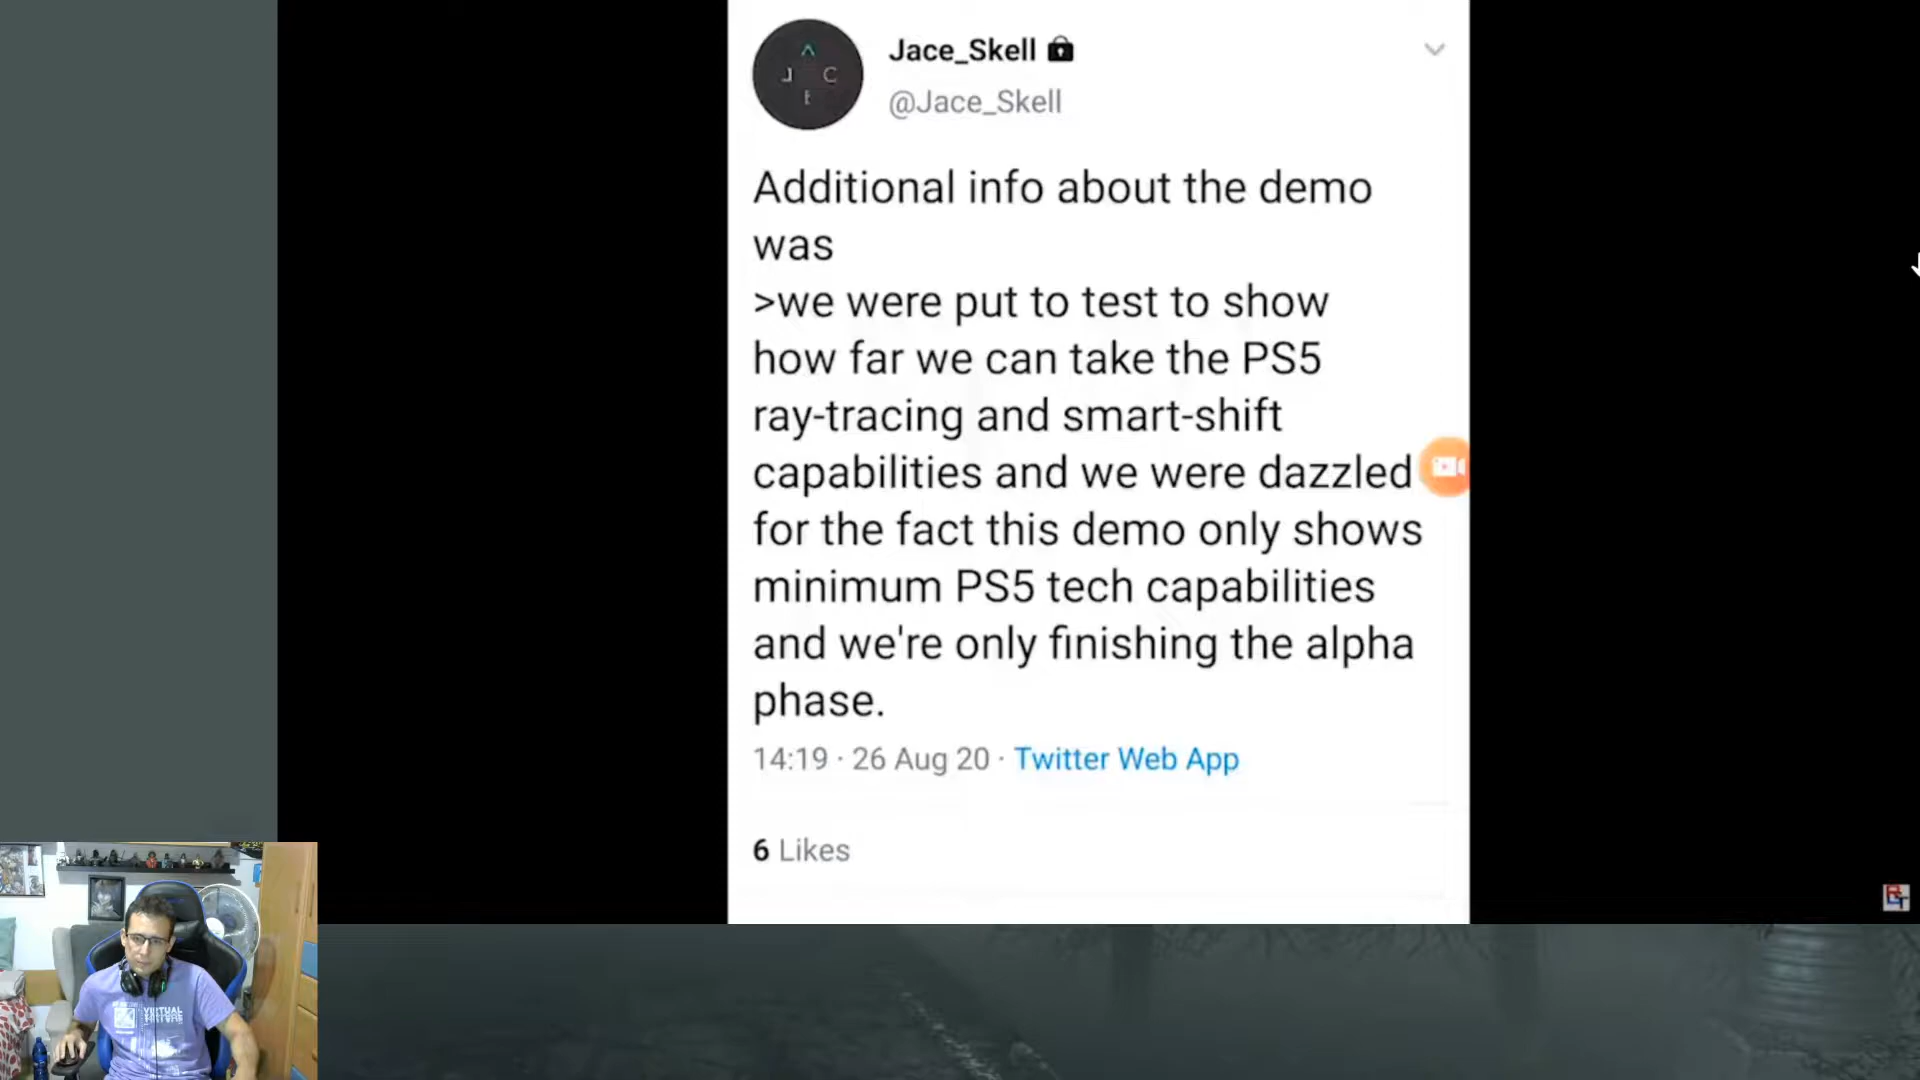 Jace_Skell
@Jace_Skell
J A C E
Additional info about the demo
was
>we were put to test to show
how far we can take the PS5
ray-tracing and smart-shift
capabilities and we were dazzled
for the fact this demo only shows
minimum PS5 tech capabilities
and we're only finishing the alpha
phase.
14:19 · 26 Aug 20 · Twitter Web App
6 Likes
VIRTUAL